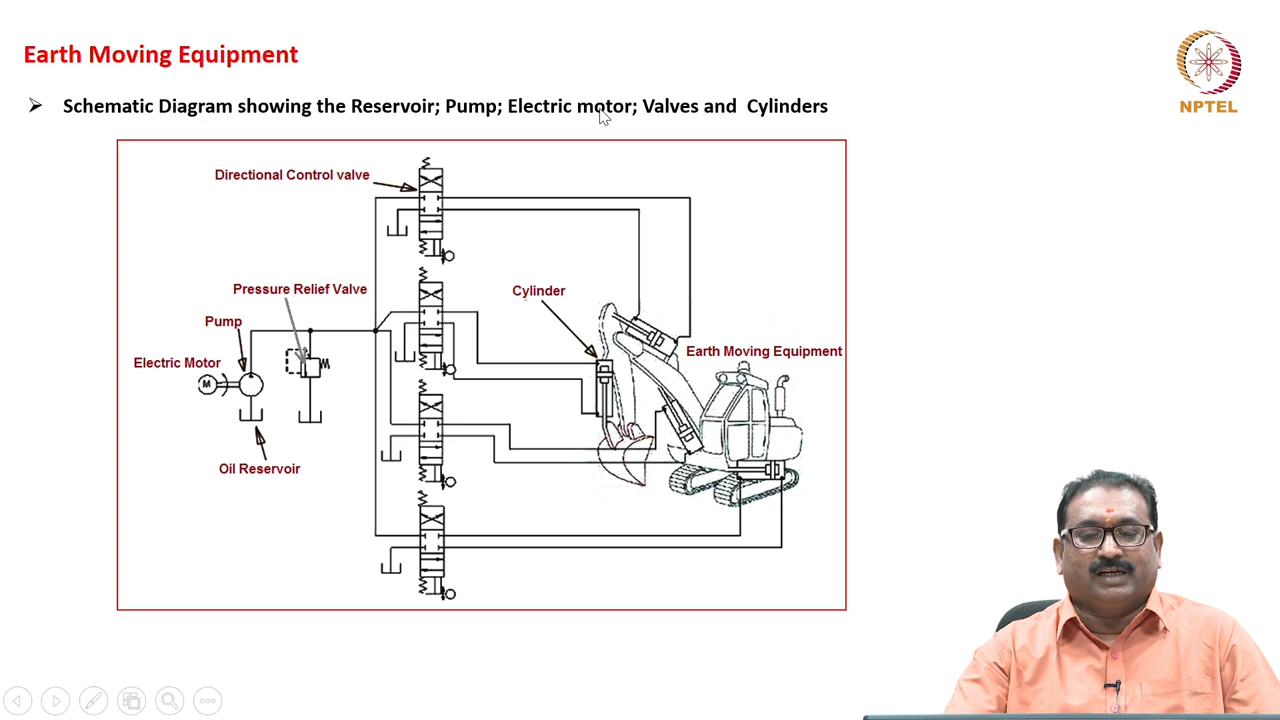 Earth Moving Equipment
NPTEL
➢ Schematic Diagram showing the Reservoir; Pump; Electric motor; Valves and Cylinders
Directional Control valve
Pressure Relief Valve
Cylinder
Pump
Earth Moving Equipment
Electric Motor
M
Oil Reservoir